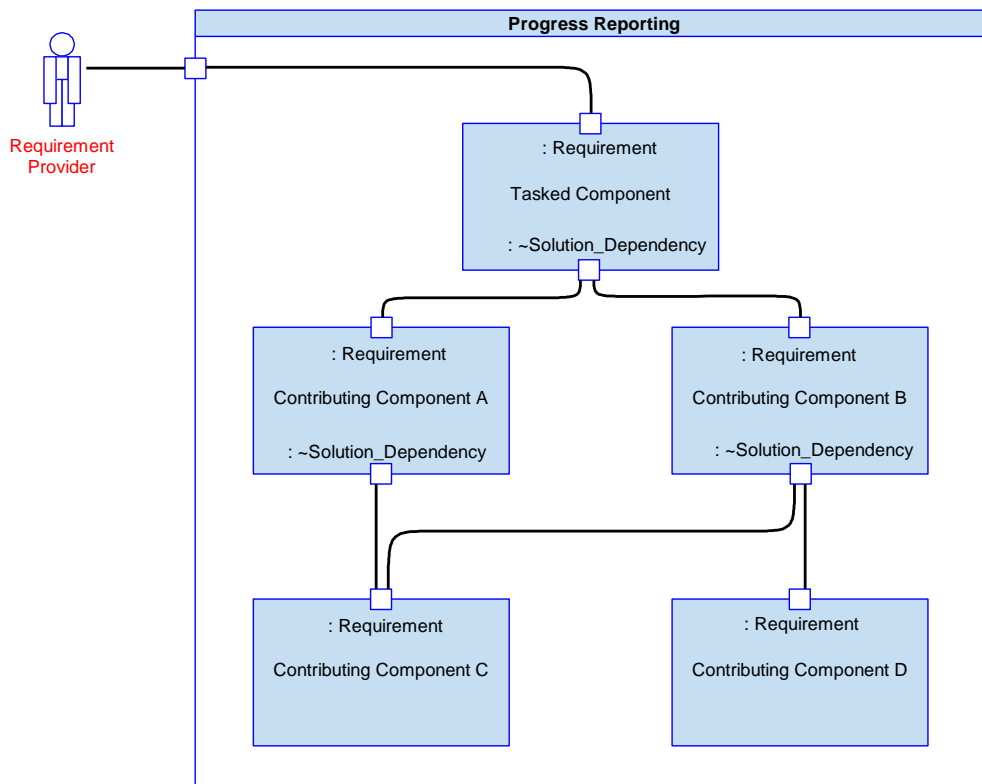 Progress Reporting
Requirement
Provider
: Requirement
Tasked Component
: ~Solution_Dependency
: Requirement
Contributing Component A
: ~Solution_Dependency
: Requirement
Contributing Component B
: ~Solution_Dependency
: Requirement
Contributing Component C
: Requirement
Contributing Component D